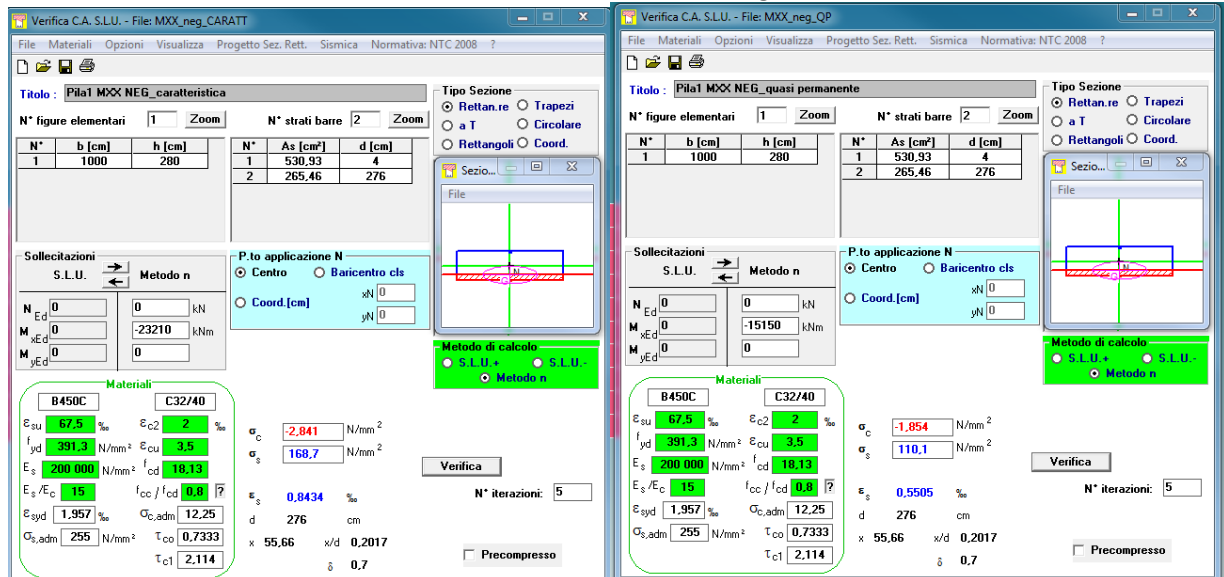 Verifica C.A. S.L.U. - File: MXX_neg_CARATT
File Materiali Opzioni Visualizza Progetto Sez. Rett. Sismica Normativa: NTC 2008 ?
Titolo : Pila1 MXX NEG_caratteristica
N° figure elementari 1 Zoom N° strati barre 2 Zoom
N° b [cm] h [cm]
1 1000 280
N° As [cm²] d [cm]
1 530,93 4
2 265,46 276
Tipo Sezione
Rettan.re Trapezi
a T Circolare
Rettangoli Coord.
Sezio...
File
N
G
Sollecitazioni
S.L.U. Metodo n
N Ed 0 0 kN
M xEd 0 -23210 kNm
M yEd 0 0
P.to applicazione N
Centro Baricentro cls
Coord.[cm] xN 0
yN 0
Metodo di calcolo
S.L.U.+ S.L.U.-
Metodo n
Materiali
B450C C32/40
εsu 67,5 ‰ εc2 2 ‰
fyd 391,3 N/mm² εcu 3,5
Es 200 000 N/mm² fcd 18,13
Es/Ec 15 fcc / fcd 0,8 ?
εsyd 1,957 ‰ σc,adm 12,25
σs,adm 255 N/mm² τco 0,7333
τc1 2,114
σc -2,841 N/mm²
σs 168,7 N/mm²
εs 0,8434 ‰
d 276 cm
x 55,66 x/d 0,2017
δ 0,7
Verifica
N° iterazioni: 5
Precompresso
Verifica C.A. S.L.U. - File: MXX_neg_QP
File Materiali Opzioni Visualizza Progetto Sez. Rett. Sismica Normativa: NTC 2008 ?
Titolo : Pila1 MXX NEG_quasi permanente
N° figure elementari 1 Zoom N° strati barre 2 Zoom
N° b [cm] h [cm]
1 1000 280
N° As [cm²] d [cm]
1 530,93 4
2 265,46 276
Tipo Sezione
Rettan.re Trapezi
a T Circolare
Rettangoli Coord.
Sezio...
File
N
G
Sollecitazioni
S.L.U. Metodo n
N Ed 0 0 kN
M xEd 0 -15150 kNm
M yEd 0 0
P.to applicazione N
Centro Baricentro cls
Coord.[cm] xN 0
yN 0
Metodo di calcolo
S.L.U.+ S.L.U.-
Metodo n
Materiali
B450C C32/40
εsu 67,5 ‰ εc2 2 ‰
fyd 391,3 N/mm² εcu 3,5
Es 200 000 N/mm² fcd 18,13
Es/Ec 15 fcc / fcd 0,8 ?
εsyd 1,957 ‰ σc,adm 12,25
σs,adm 255 N/mm² τco 0,7333
τc1 2,114
σc -1,854 N/mm²
σs 110,1 N/mm²
εs 0,5505 ‰
d 276 cm
x 55,66 x/d 0,2017
δ 0,7
Verifica
N° iterazioni: 5
Precompresso